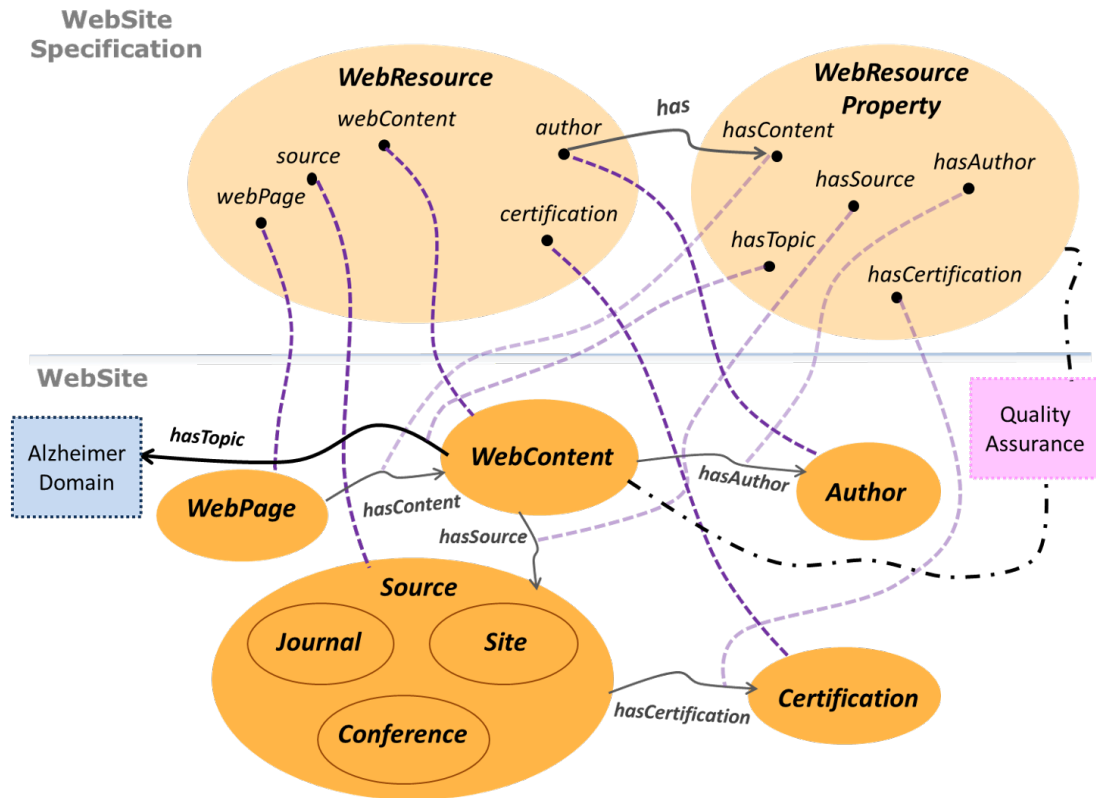 WebSite
Specification
WebResource
webContent
source
webPage
author
certification
has
WebResource
Property
hasContent
hasAuthor
hasSource
hasTopic
hasCertification
WebSite
Alzheimer
Domain
hasTopic
WebPage
hasContent
WebContent
hasAuthor
Author
Quality
Assurance
hasSource
Source
Journal
Site
Conference
hasCertification
Certification